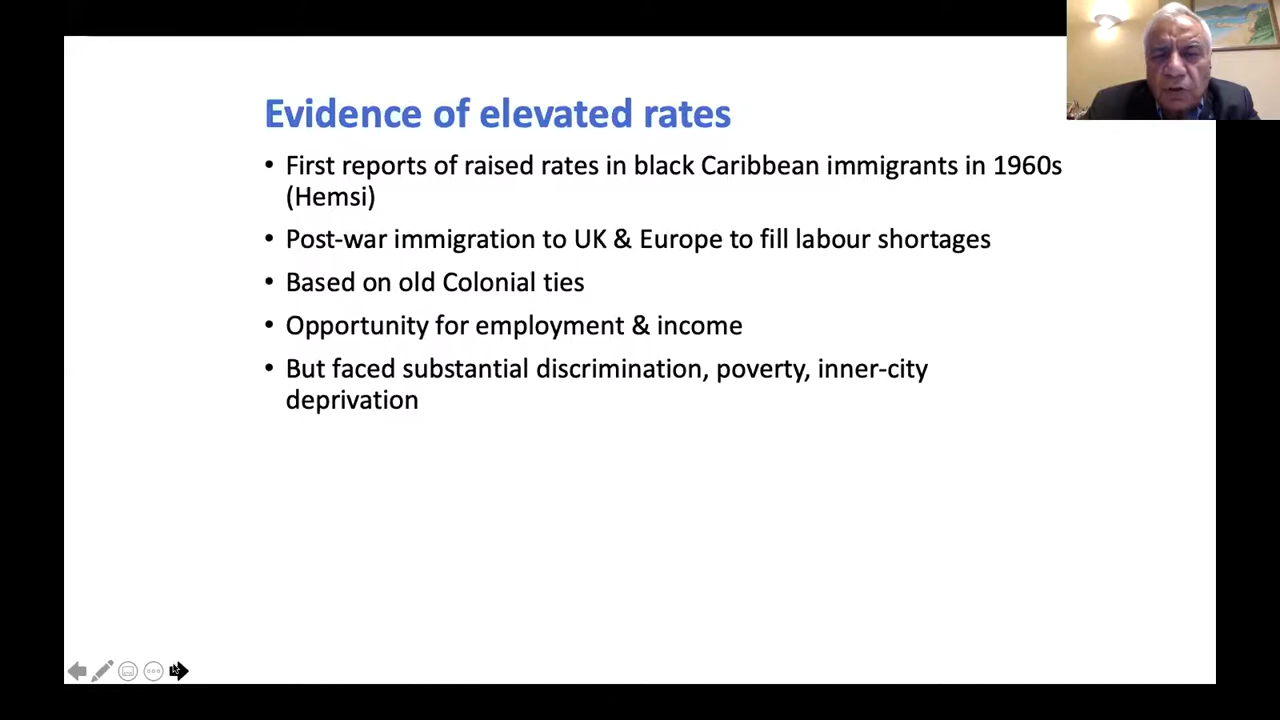 Evidence of elevated rates
• First reports of raised rates in black Caribbean immigrants in 1960s
(Hemsi)
• Post-war immigration to UK & Europe to fill labour shortages
• Based on old Colonial ties
• Opportunity for employment & income
• But faced substantial discrimination, poverty, inner-city
deprivation